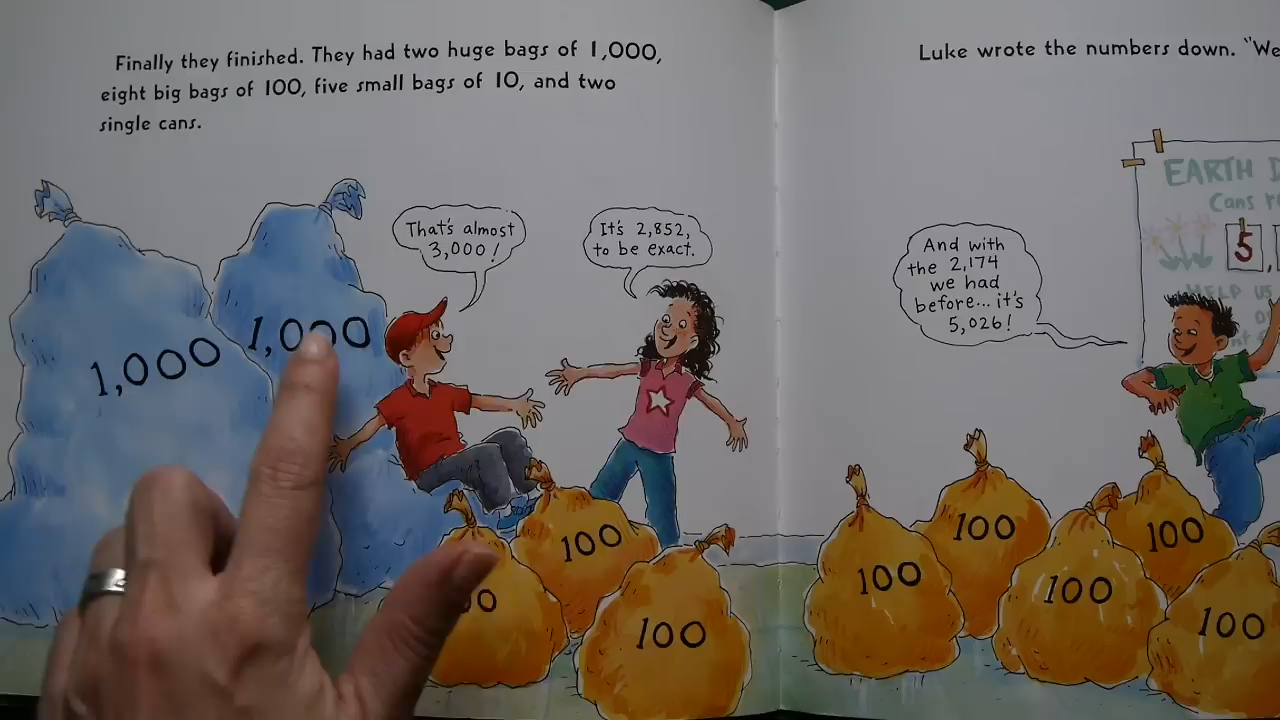 Finally they finished. They had two huge bags of 1,000,
eight big bags of 100, five small bags of 10, and two
single cans.
1,000
1,000
That's almost
3,000!
It's 2,852,
to be exact.
100
100
Luke wrote the numbers down. "We
EARTH
Cans
5,
HELP US
And with
the 2,174
we had
before... it's
5,026!
100
100
100
100
100